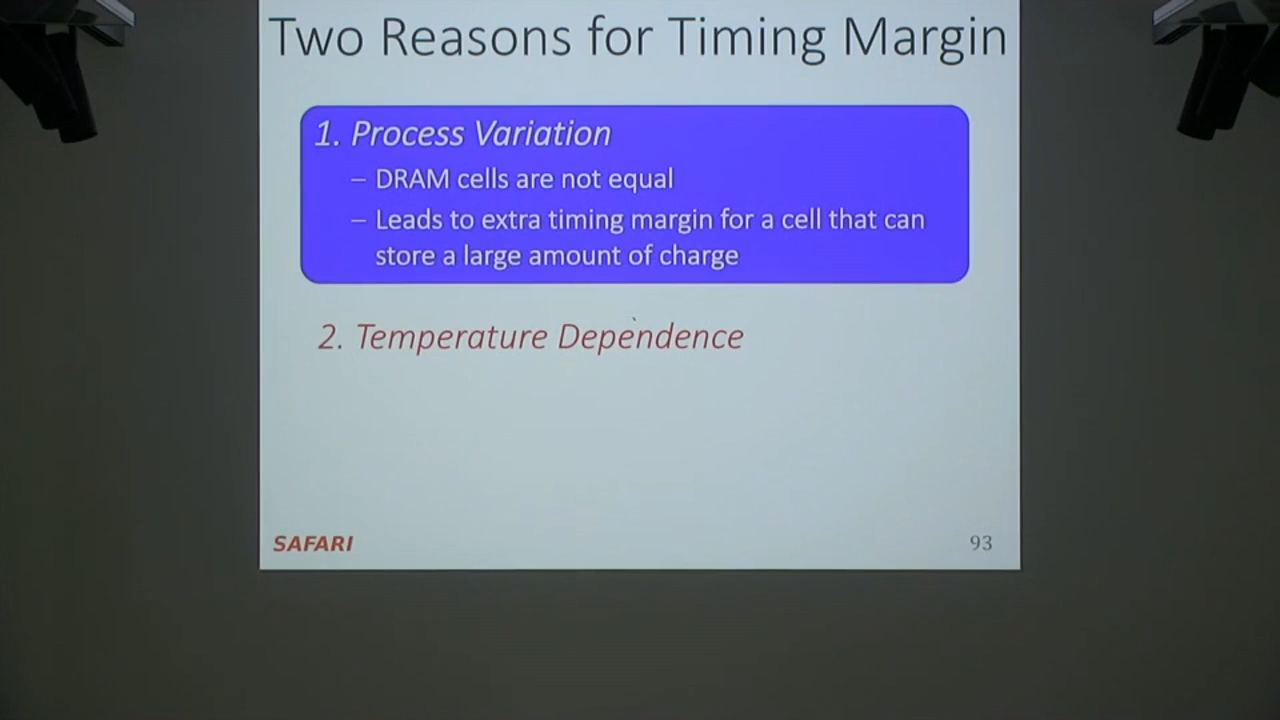 Two Reasons for Timing Margin
1. Process Variation
– DRAM cells are not equal
– Leads to extra timing margin for a cell that can
store a large amount of charge
2. Temperature Dependence
SAFARI
93